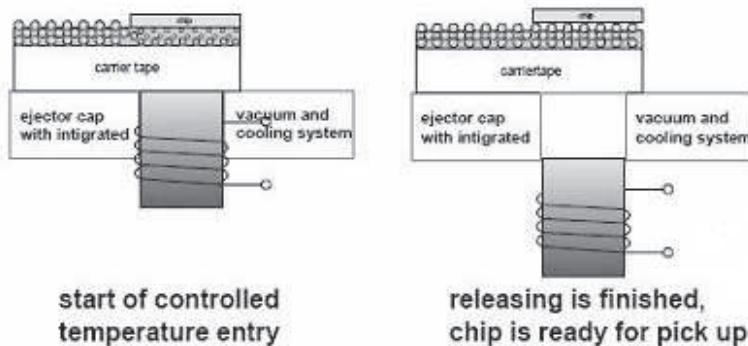 chip
carrier tape
ejector cap
with intigrated
vacuum and
cooling system
start of controlled
temperature entry
chip
carriertape
ejector cap
with intigrated
vacuum and
cooling system
releasing is finished,
chip is ready for pick up